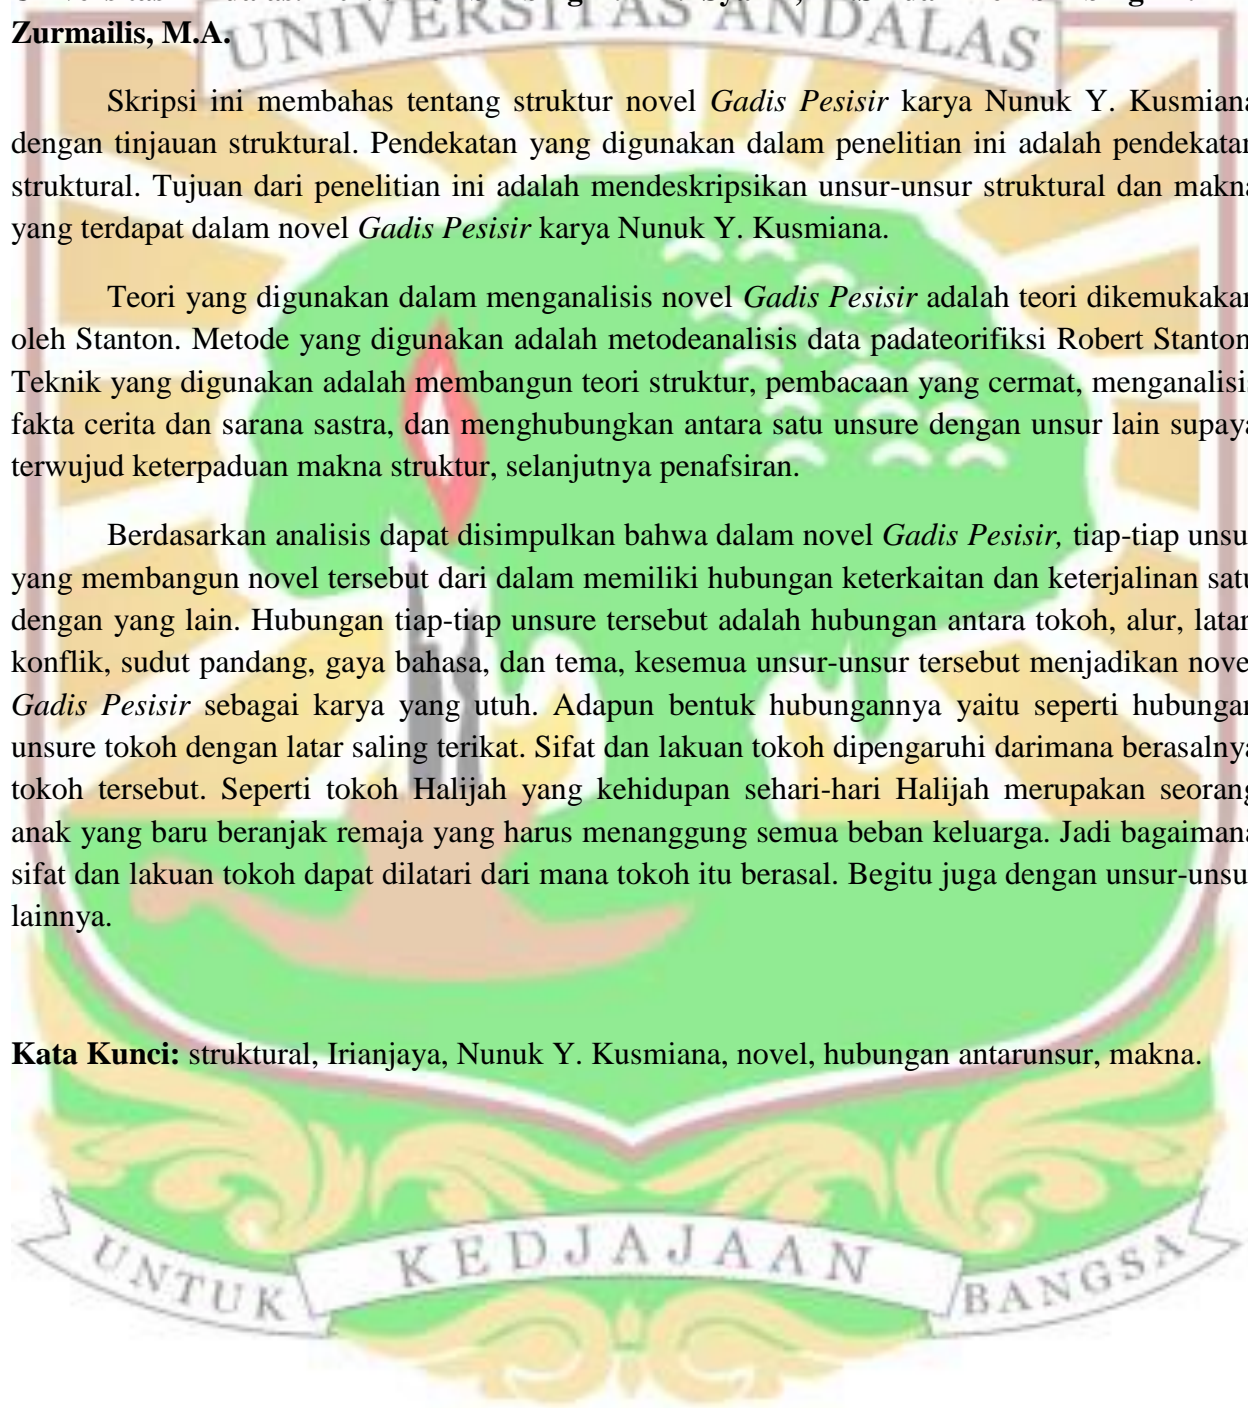 Zurmailis, M.A.
UNIVERSITAS ANDALAS
Skripsi ini membahas tentang struktur novel Gadis Pesisir karya Nunuk Y. Kusmiana
dengan tinjauan struktural. Pendekatan yang digunakan dalam penelitian ini adalah pendekatan
struktural. Tujuan dari penelitian ini adalah mendeskripsikan unsur-unsur struktural dan makna
yang terdapat dalam novel Gadis Pesisir karya Nunuk Y. Kusmiana.
Teori yang digunakan dalam menganalisis novel Gadis Pesisir adalah teori dikemukakan
oleh Stanton. Metode yang digunakan adalah metodeanalisis data padateorifiksi Robert Stanton
Teknik yang digunakan adalah membangun teori struktur, pembacaan yang cermat, menganalisis
fakta cerita dan sarana sastra, dan menghubungkan antara satu unsure dengan unsur lain supaya
terwujud keterpaduan makna struktur, selanjutnya penafsiran.
Berdasarkan analisis dapat disimpulkan bahwa dalam novel Gadis Pesisir, tiap-tiap unsu
yang membangun novel tersebut dari dalam memiliki hubungan keterkaitan dan keterjalinan satu
dengan yang lain. Hubungan tiap-tiap unsure tersebut adalah hubungan antara tokoh, alur, latar
konflik, sudut pandang, gaya bahasa, dan tema, kesemua unsur-unsur tersebut menjadikan nove
Gadis Pesisir sebagai karya yang utuh. Adapun bentuk hubungannya yaitu seperti hubungan
unsure tokoh dengan latar saling terikat. Sifat dan lakuan tokoh dipengaruhi darimana berasalnya
tokoh tersebut. Seperti tokoh Halijah yang kehidupan sehari-hari Halijah merupakan seorang
anak yang baru beranjak remaja yang harus menanggung semua beban keluarga. Jadi bagaimana
sifat dan lakuan tokoh dapat dilatari dari mana tokoh itu berasal. Begitu juga dengan unsur-unsu
lainnya.
Kata Kunci: struktural, Irianjaya, Nunuk Y. Kusmiana, novel, hubungan antarunsur, makna.
UNTUK KEDJAJAAN BANGSA